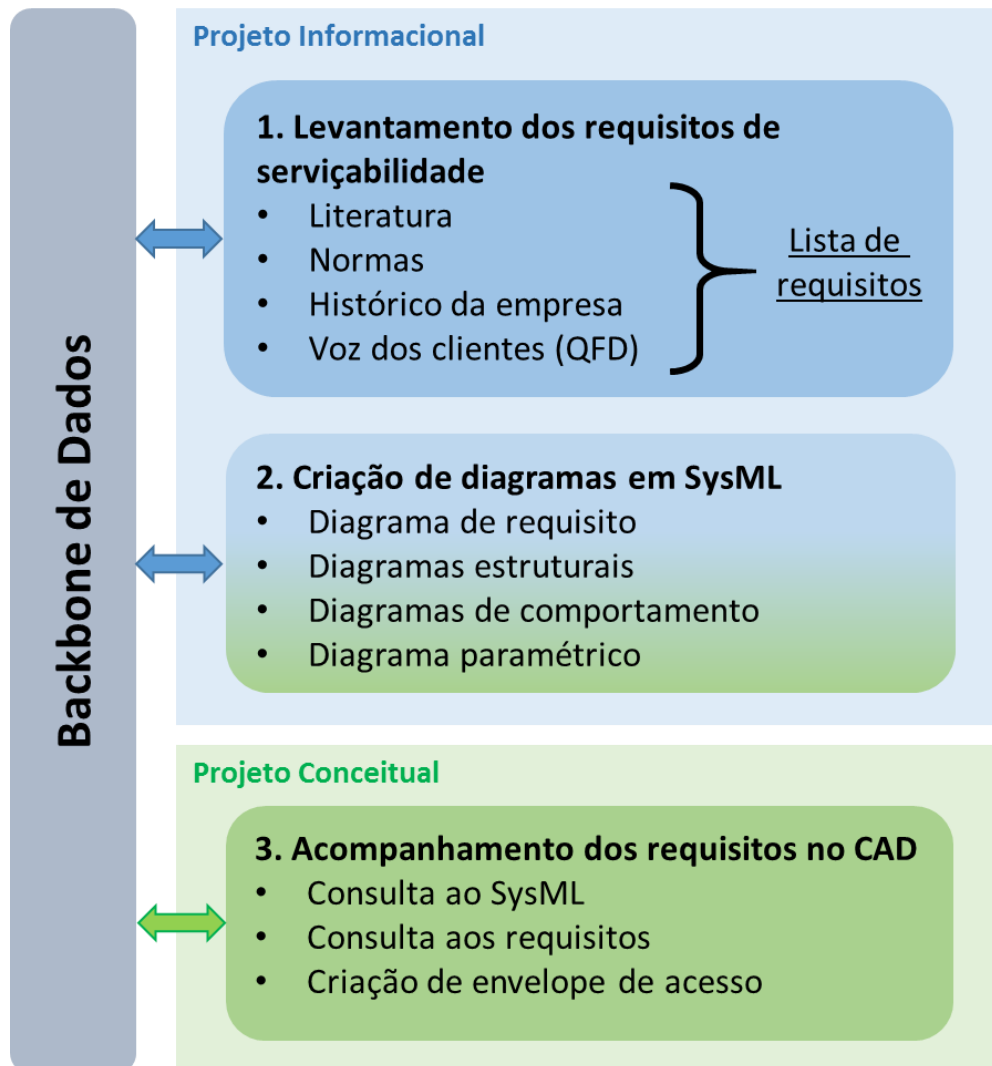 Backbone de Dados
Projeto Informacional
1. Levantamento dos requisitos de
serviçabilidade
• Literatura
• Normas
• Histórico da empresa
• Voz dos clientes (QFD)
Lista de
requisitos
2. Criação de diagramas em SysML
• Diagrama de requisito
• Diagramas estruturais
• Diagramas de comportamento
• Diagrama paramétrico
Projeto Conceitual
3. Acompanhamento dos requisitos no CAD
• Consulta ao SysML
• Consulta aos requisitos
• Criação de envelope de acesso